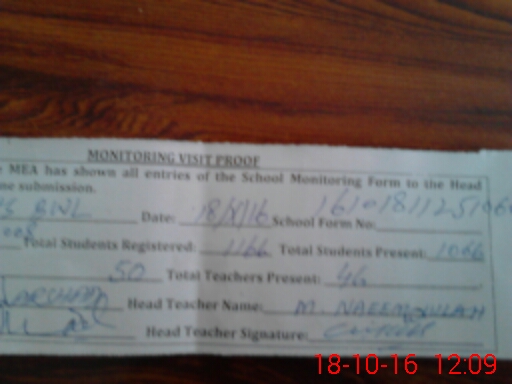 MONITORING VISIT PROOF
MEA has shown all entries of the School Monitoring Form to the Head
submission.
BWL Date: 18/X/16 School Form No:
Total Students Registered: 1166 Total Students Present: 1066
50 Total Teachers Present: 46
Head Teacher Name: M. NAEEMULLAH
Head Teacher Signature:
18-10-16 12:09